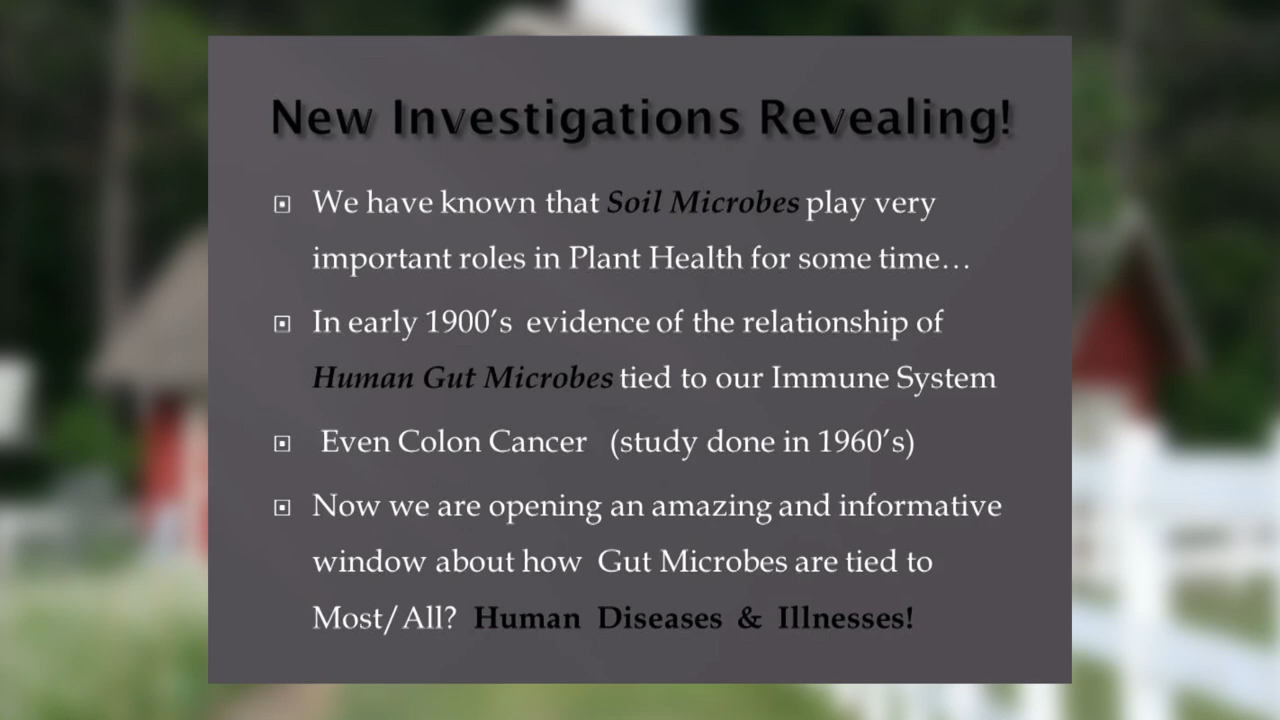 New Investigations Revealing!
We have known that Soil Microbes play very
important roles in Plant Health for some time…
In early 1900’s evidence of the relationship of
Human Gut Microbes tied to our Immune System
Even Colon Cancer (study done in 1960’s)
Now we are opening an amazing and informative
window about how Gut Microbes are tied to
Most/All? Human Diseases & Illnesses!